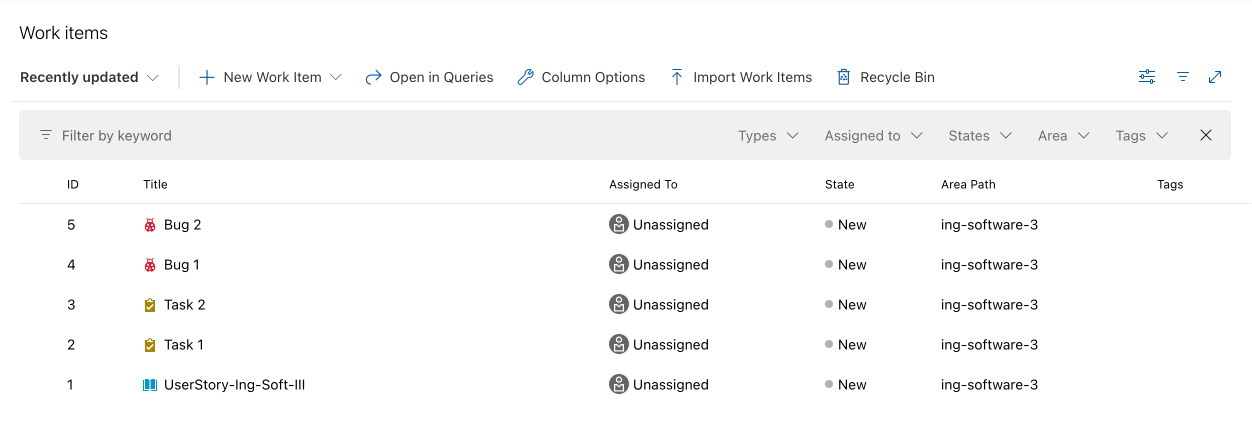 Work items
Recently updated New Work Item Open in Queries Column Options Import Work Items Recycle Bin
Filter by keyword Types Assigned to States Area Tags
ID Title Assigned To State Area Path Tags
5 Bug 2 Unassigned New ing-software-3
4 Bug 1 Unassigned New ing-software-3
3 Task 2 Unassigned New ing-software-3
2 Task 1 Unassigned New ing-software-3
1 UserStory-Ing-Soft-III Unassigned New ing-software-3